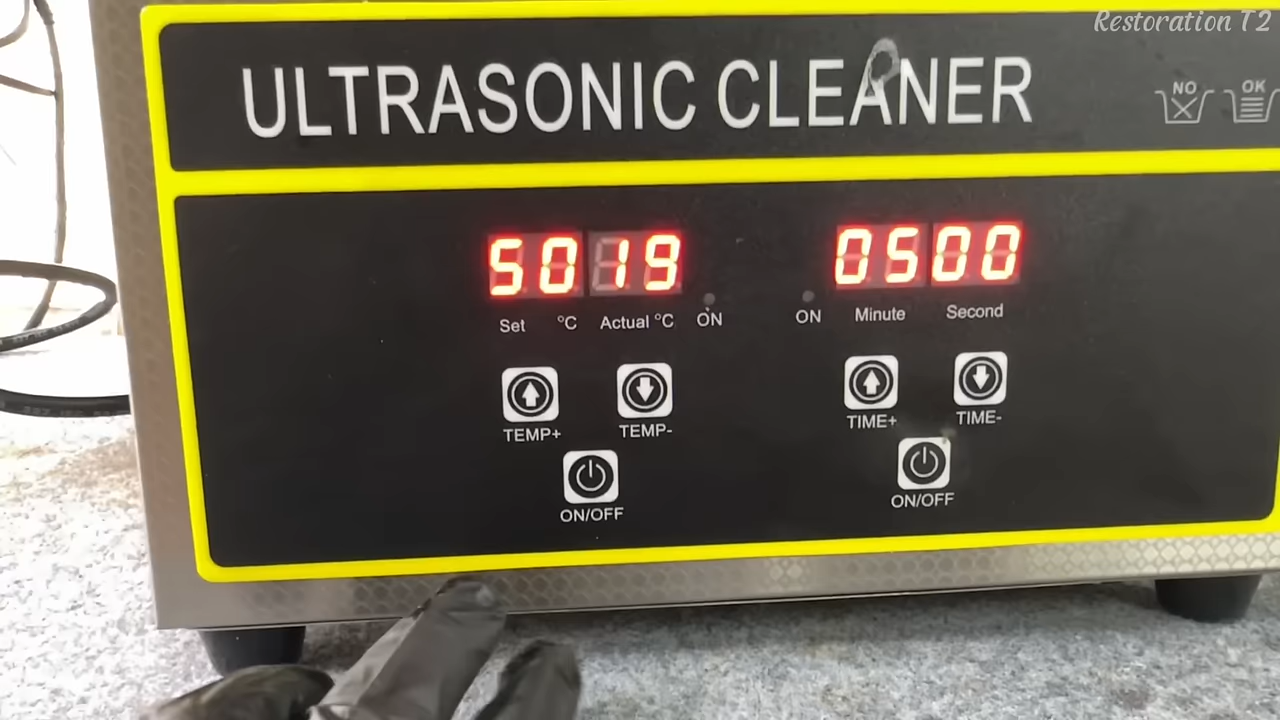 Restoration T2
ULTRASONIC CLEANER
NO OK
50 19 0500
Set °C Actual °C ON ON Minute Second
TEMP+ TEMP- TIME+ TIME-
ON/OFF ON/OFF